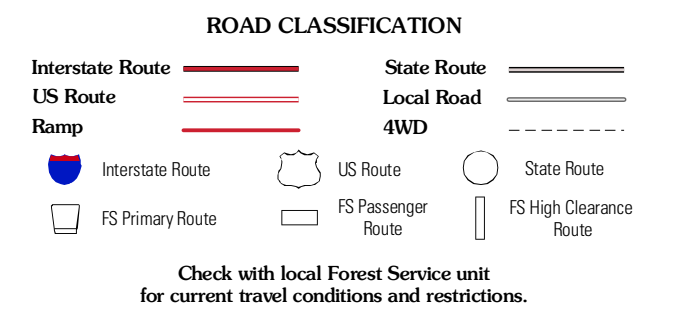 ROAD CLASSIFICATION
Interstate Route
State Route
US Route
Local Road
Ramp
4WD
Interstate Route
US Route
State Route
FS Primary Route
FS Passenger
Route
FS High Clearance
Route
Check with local Forest Service unit
for current travel conditions and restrictions.